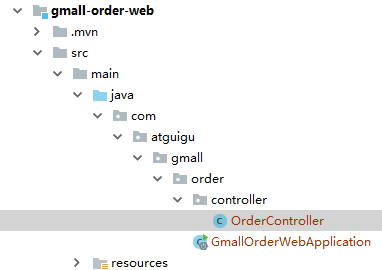 gmall-order-web
.mvn
src
main
java
com
atguigu
gmall
order
controller
OrderController
GmallOrderWebApplication
resources